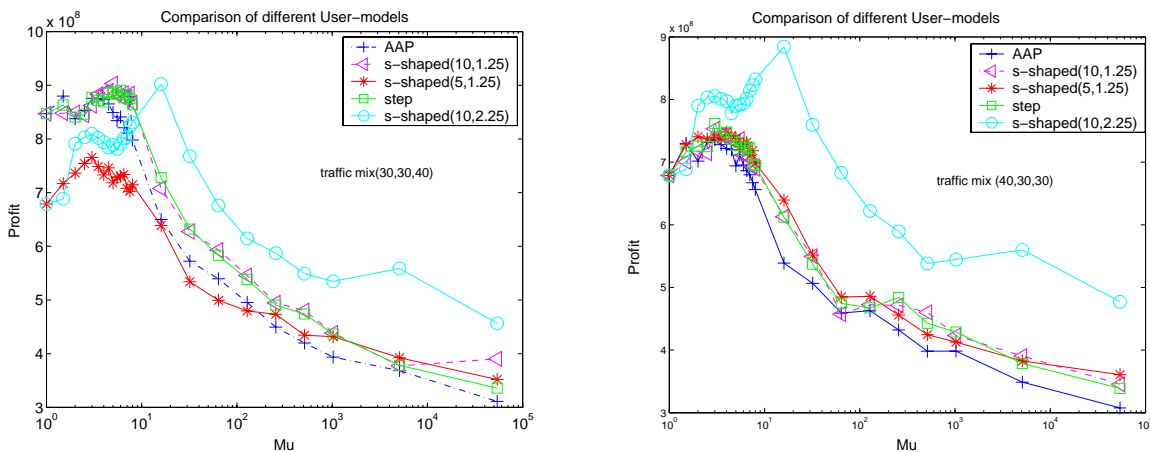 Comparison of different User−models
x 10^8
Profit
10
9
8
7
6
5
4
3
AAP
s−shaped(10,1.25)
s−shaped(5,1.25)
step
s−shaped(10,2.25)
traffic mix(30,30,40)
10^0
10^1
10^2
10^3
10^4
10^5
Mu
Comparison of different User−models
x 10^8
Profit
9
8
7
6
5
4
3
AAP
s−shaped(10,1.25)
s−shaped(5,1.25)
step
s−shaped(10,2.25)
traffic mix (40,30,30)
10^0
10^1
10^2
10^3
10^4
10^5
Mu